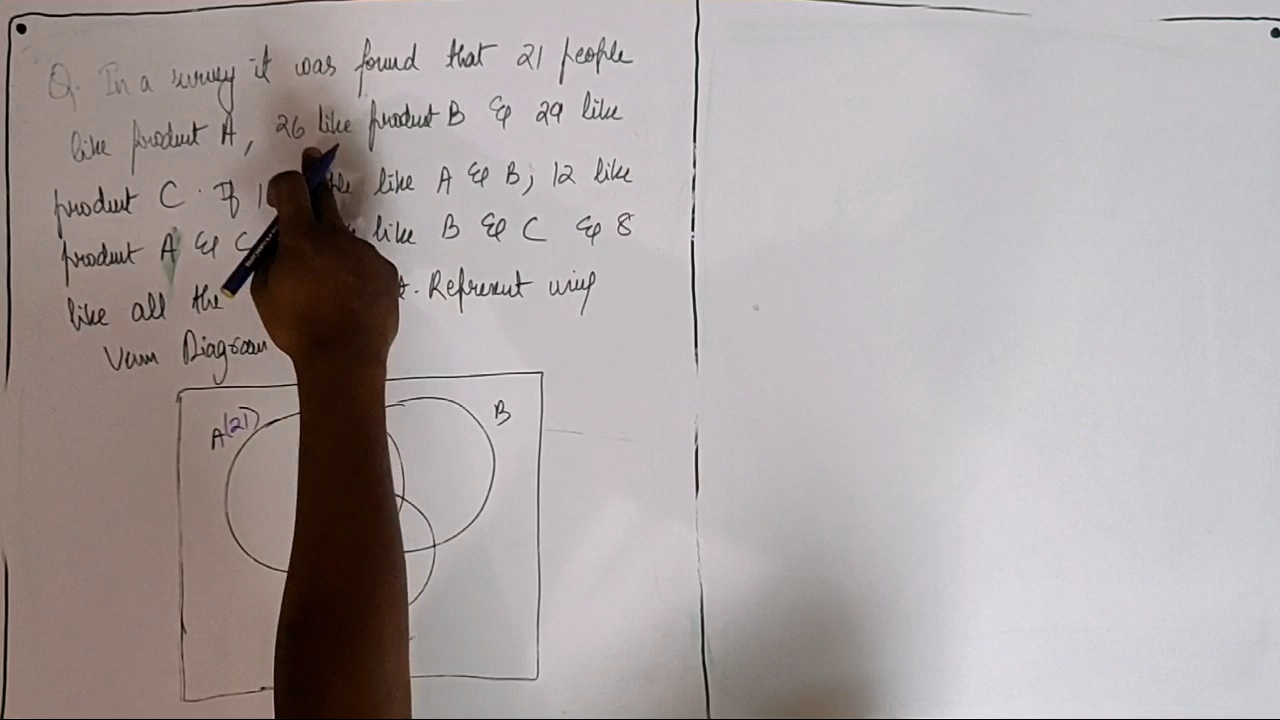 Q. In a survey it was found that 21 people
like product A, 26 like product B & 29 like
product C. If like A & B; 12 like
product A & C like B & C & 8
like all the Represent using
Venn Diagram
A(21)
B